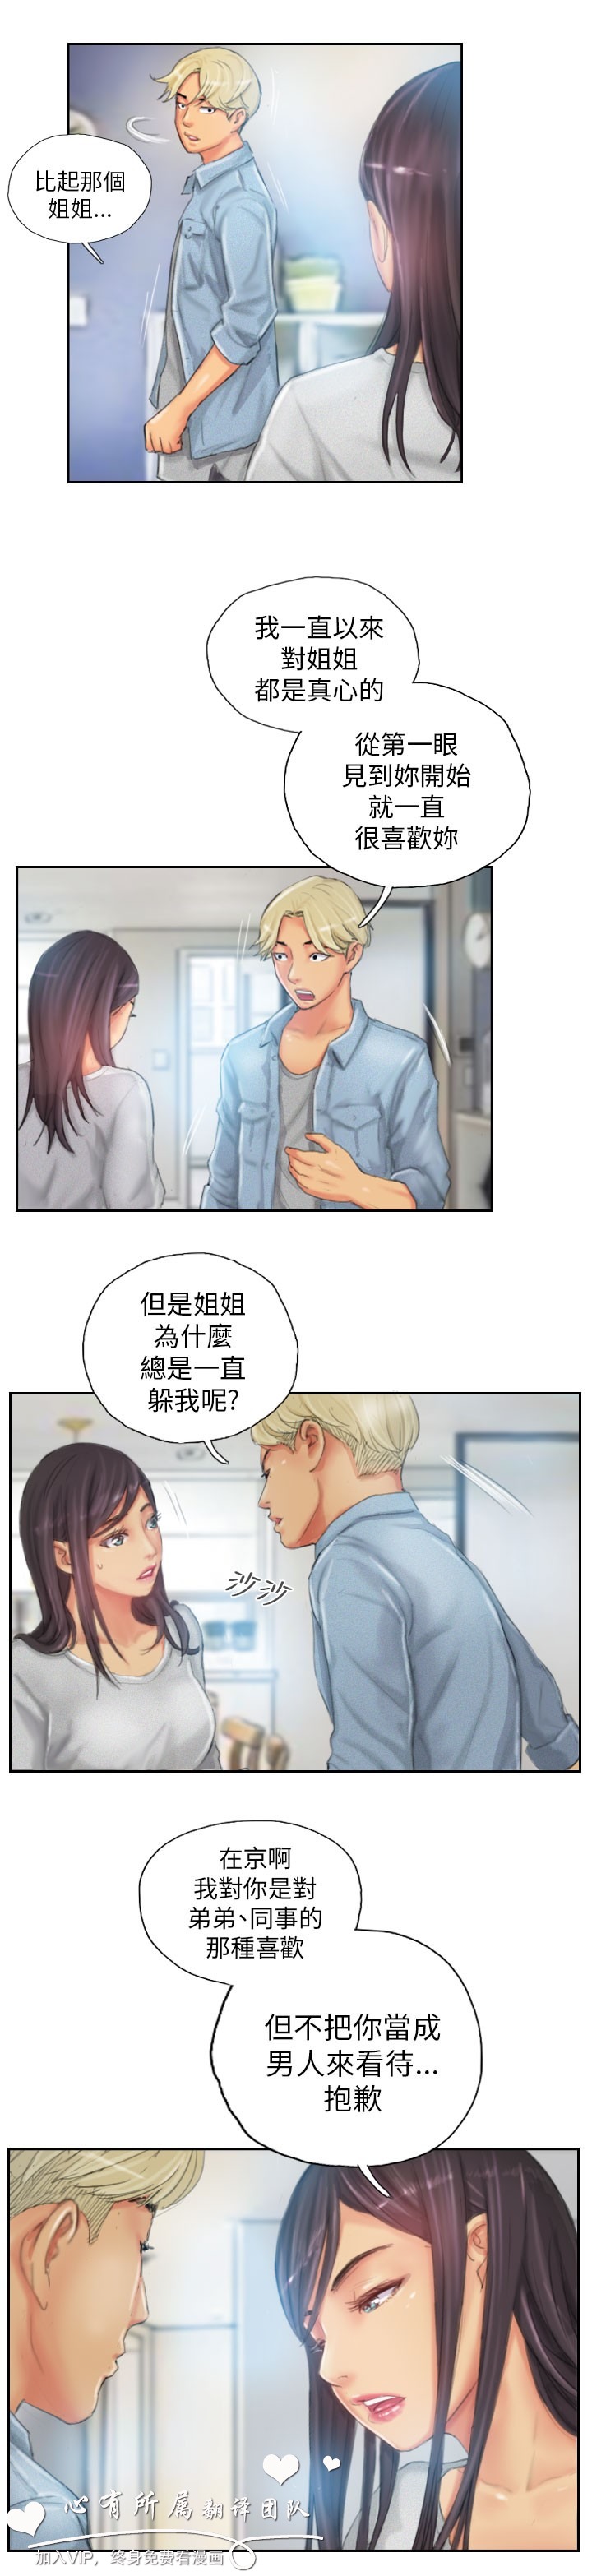 比起那個
姐姐…
我一直以來
對姐姐
都是真心的
從第一眼
見到妳開始
就一直
很喜歡妳
但是姐姐
為什麼
總是一直
躲我呢?
沙沙
在京啊
我對你是對
弟弟、同事的
那種喜歡
但不把你當成
男人來看待…
抱歉
心有所属翻译团队
加入VIP，终身免费看漫画